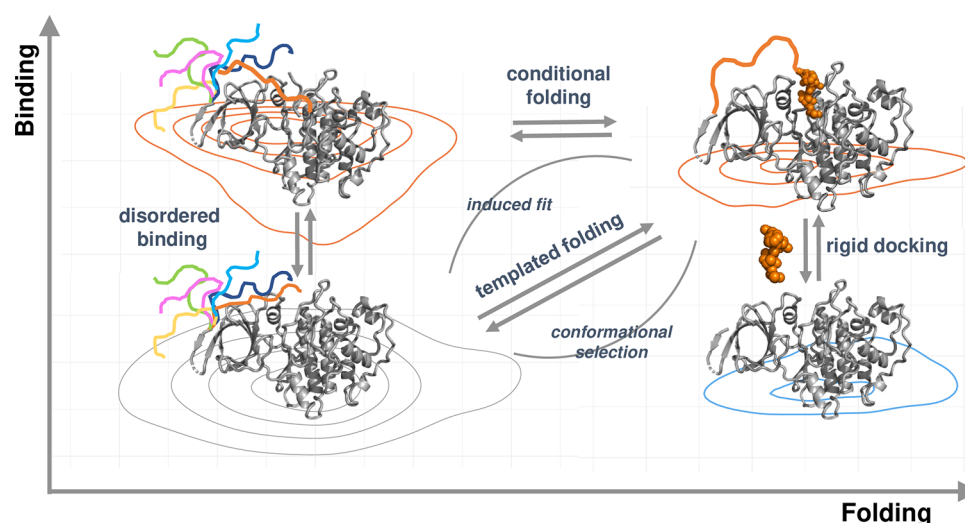 Binding
conditional
folding
induced fit
disordered
binding
templated folding
rigid docking
conformational
selection
Folding